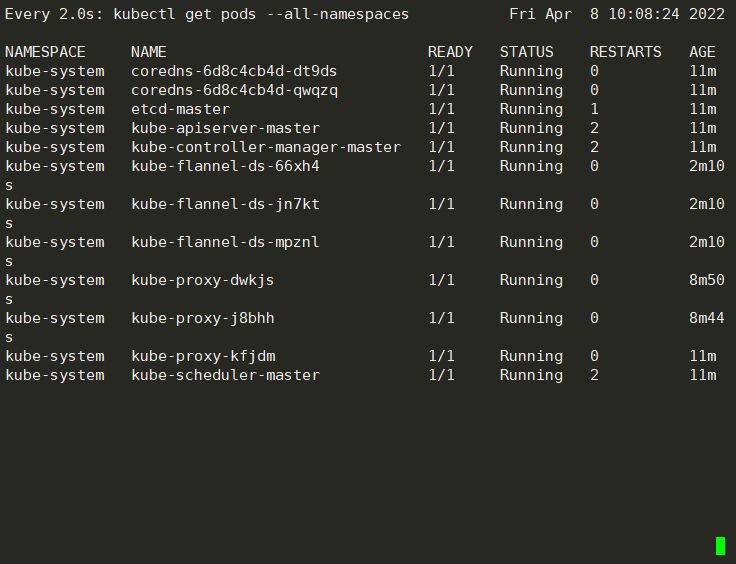 Every 2.0s: kubectl get pods --all-namespaces           Fri Apr  8 10:08:24 2022
NAMESPACE     NAME                             READY   STATUS    RESTARTS   AGE
kube-system   coredns-6d8c4cb4d-dt9ds          1/1     Running   0          11m
kube-system   coredns-6d8c4cb4d-qwqzq          1/1     Running   0          11m
kube-system   etcd-master                      1/1     Running   1          11m
kube-system   kube-apiserver-master            1/1     Running   2          11m
kube-system   kube-controller-manager-master   1/1     Running   2          11m
kube-system   kube-flannel-ds-66xh4            1/1     Running   0          2m10
s
kube-system   kube-flannel-ds-jn7kt            1/1     Running   0          2m10
s
kube-system   kube-flannel-ds-mpznl            1/1     Running   0          2m10
s
kube-system   kube-proxy-dwkjs                 1/1     Running   0          8m50
s
kube-system   kube-proxy-j8bhh                 1/1     Running   0          8m44
s
kube-system   kube-proxy-kfjdm                 1/1     Running   0          11m
kube-system   kube-scheduler-master            1/1     Running   2          11m